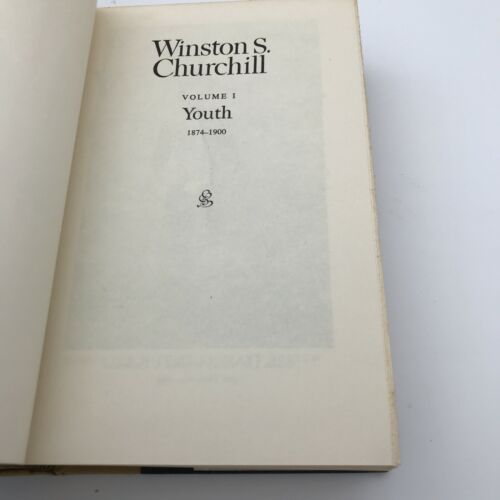 Winston S.
Churchill
VOLUME I
Youth
1874–1900